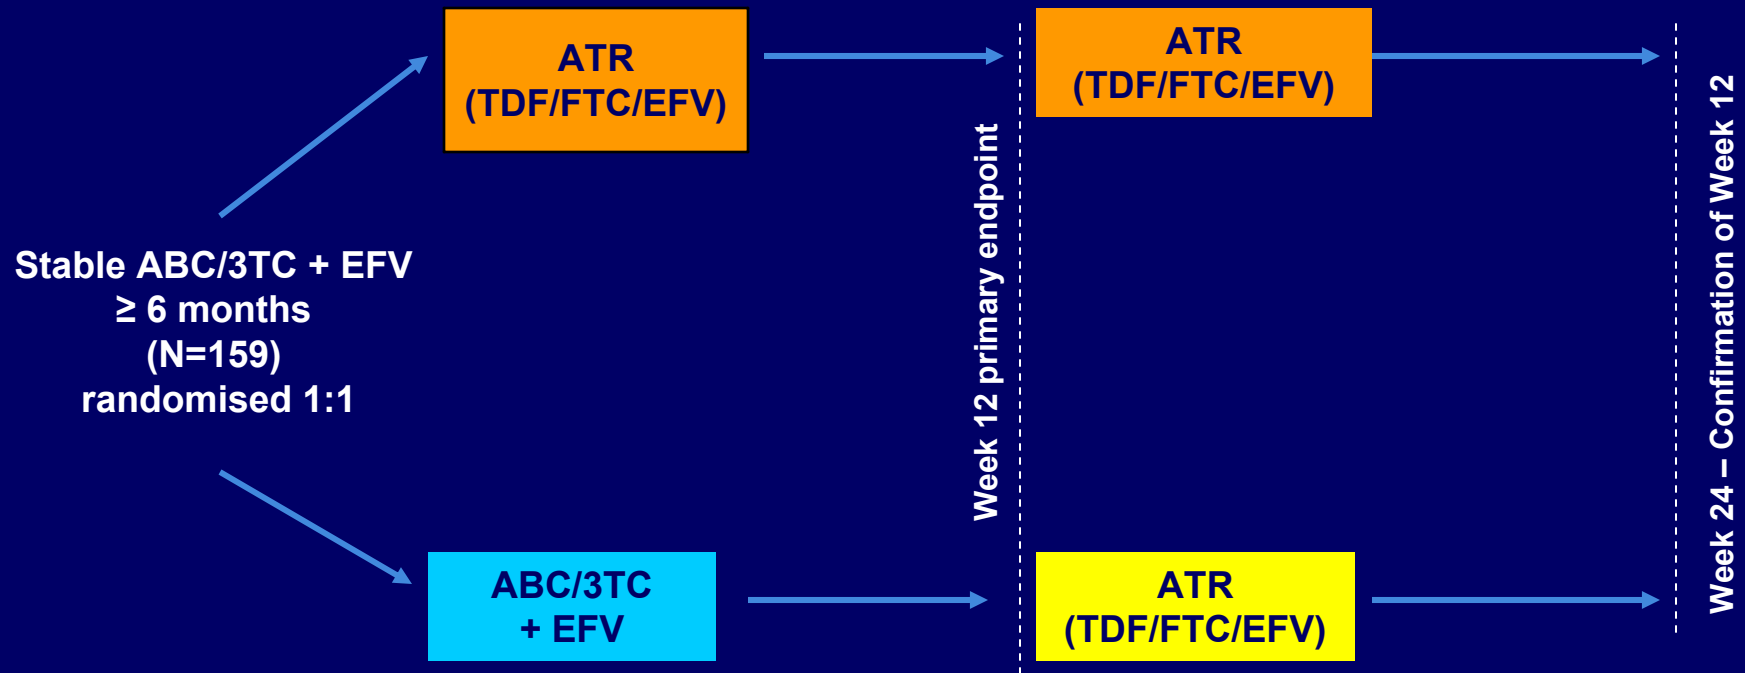 Stable ABC/3TC + EFV
≥ 6 months
(N=159)
randomised 1:1
ATR
(TDF/FTC/EFV)
ABC/3TC
+ EFV
Week 12 primary endpoint
ATR
(TDF/FTC/EFV)
ATR
(TDF/FTC/EFV)
Week 24 – Confirmation of Week 12